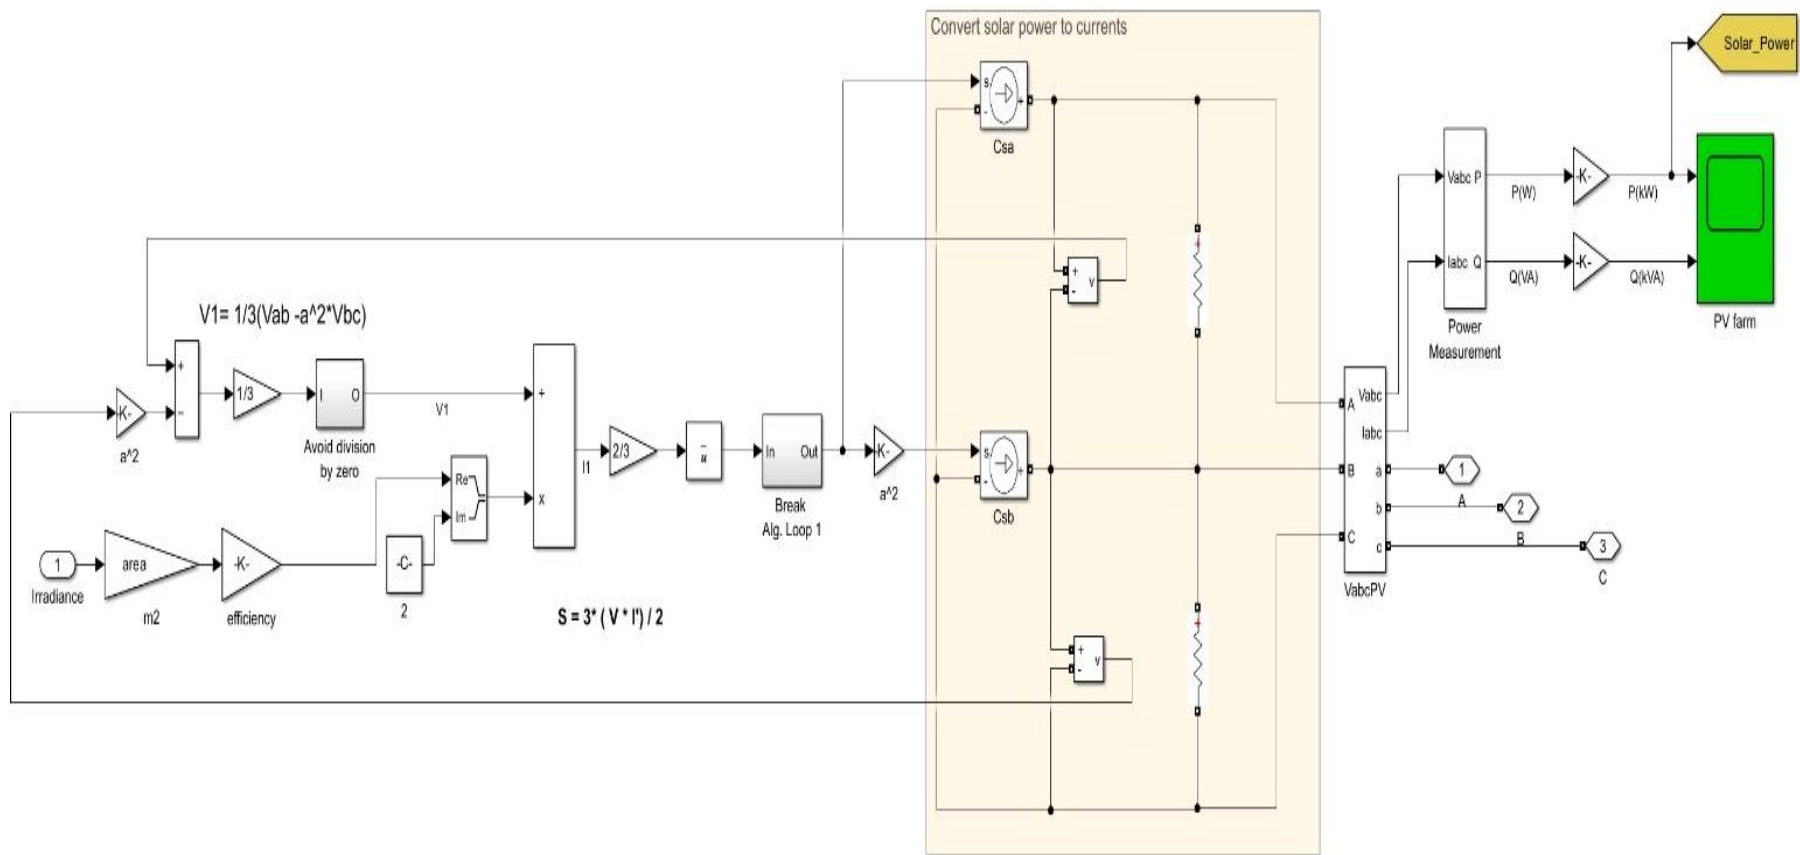 Convert solar power to currents
Solar_Power
s
-
+
Csa
Vabc P
-K-
P(W)
P(kW)
Iabc Q
-K-
Q(VA)
Q(kVA)
Power
Measurement
PV farm
+
-
v
V1= 1/3(Vab -a^2*Vbc)
+
-
1/3
I O
Avoid division
by zero
V1
÷
x
-K-
a^2
I1
2/3
u
In Out
Break
Alg. Loop 1
-K-
a^2
s
-
+
Csb
Re
Im
1
Irradiance
area
m2
-K-
efficiency
-C-
2
S = 3* ( V * I') / 2
+
-
v
A
B
C
Vabc
Iabc
a
b
c
VabcPV
1
A
2
B
3
C